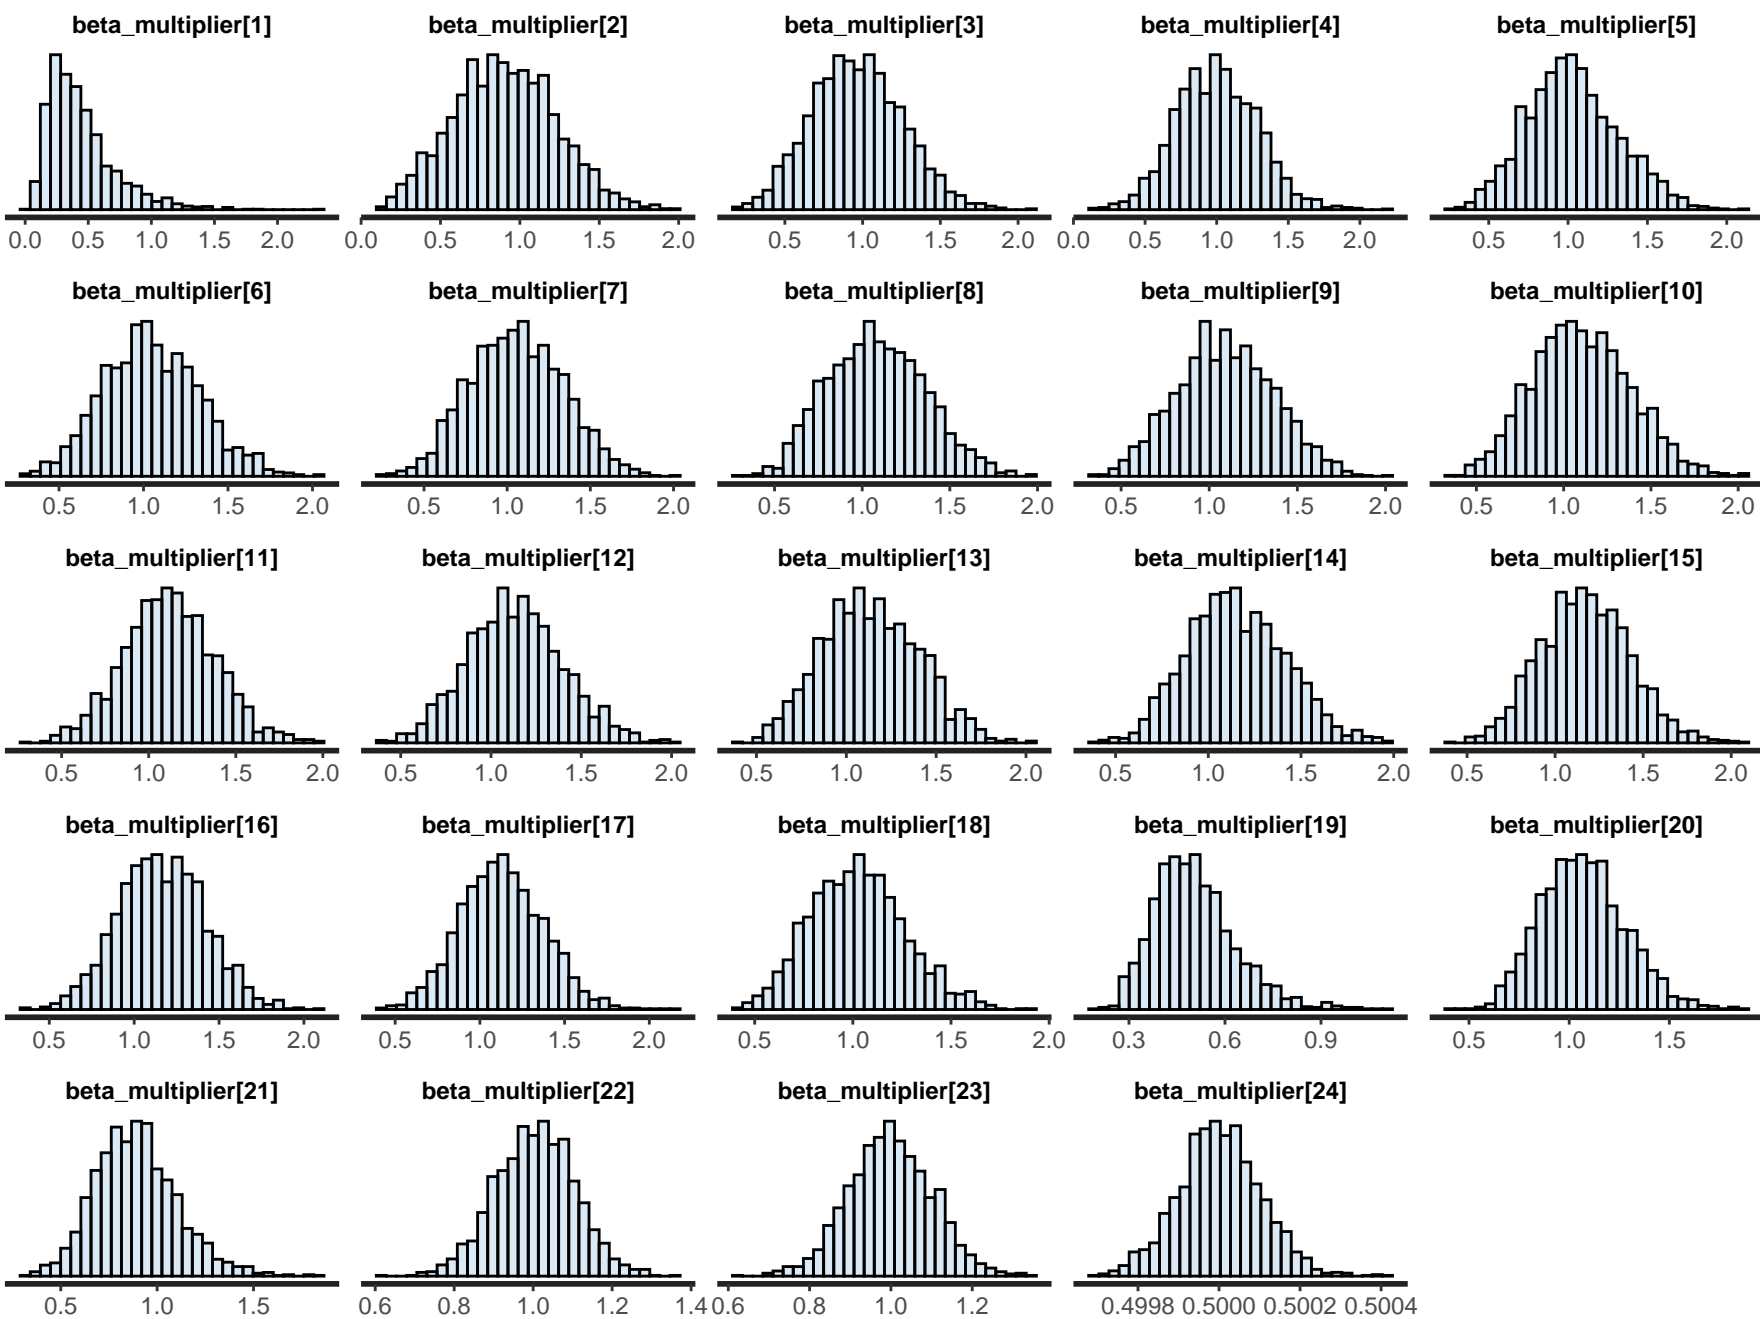 beta_multiplier[1] beta_multiplier[2] beta_multiplier[3] beta_multiplier[4] beta_multiplier[5]
0.0 0.5 1.0 1.5 2.0 0.0 0.5 1.0 1.5 2.0 0.5 1.0 1.5 2.0 0.0 0.5 1.0 1.5 2.0 0.5 1.0 1.5 2.0
beta_multiplier[6] beta_multiplier[7] beta_multiplier[8] beta_multiplier[9] beta_multiplier[10]
0.5 1.0 1.5 2.0 0.5 1.0 1.5 2.0 0.5 1.0 1.5 2.0 0.5 1.0 1.5 2.0 0.5 1.0 1.5 2.0
beta_multiplier[11] beta_multiplier[12] beta_multiplier[13] beta_multiplier[14] beta_multiplier[15]
0.5 1.0 1.5 2.0 0.5 1.0 1.5 2.0 0.5 1.0 1.5 2.0 0.5 1.0 1.5 2.0 0.5 1.0 1.5 2.0
beta_multiplier[16] beta_multiplier[17] beta_multiplier[18] beta_multiplier[19] beta_multiplier[20]
0.5 1.0 1.5 2.0 0.5 1.0 1.5 2.0 0.5 1.0 1.5 2.0 0.3 0.6 0.9 0.5 1.0 1.5
beta_multiplier[21] beta_multiplier[22] beta_multiplier[23] beta_multiplier[24]
0.5 1.0 1.5 0.6 0.8 1.0 1.2 1.4 0.6 0.8 1.0 1.2 0.4998 0.5000 0.5002 0.5004